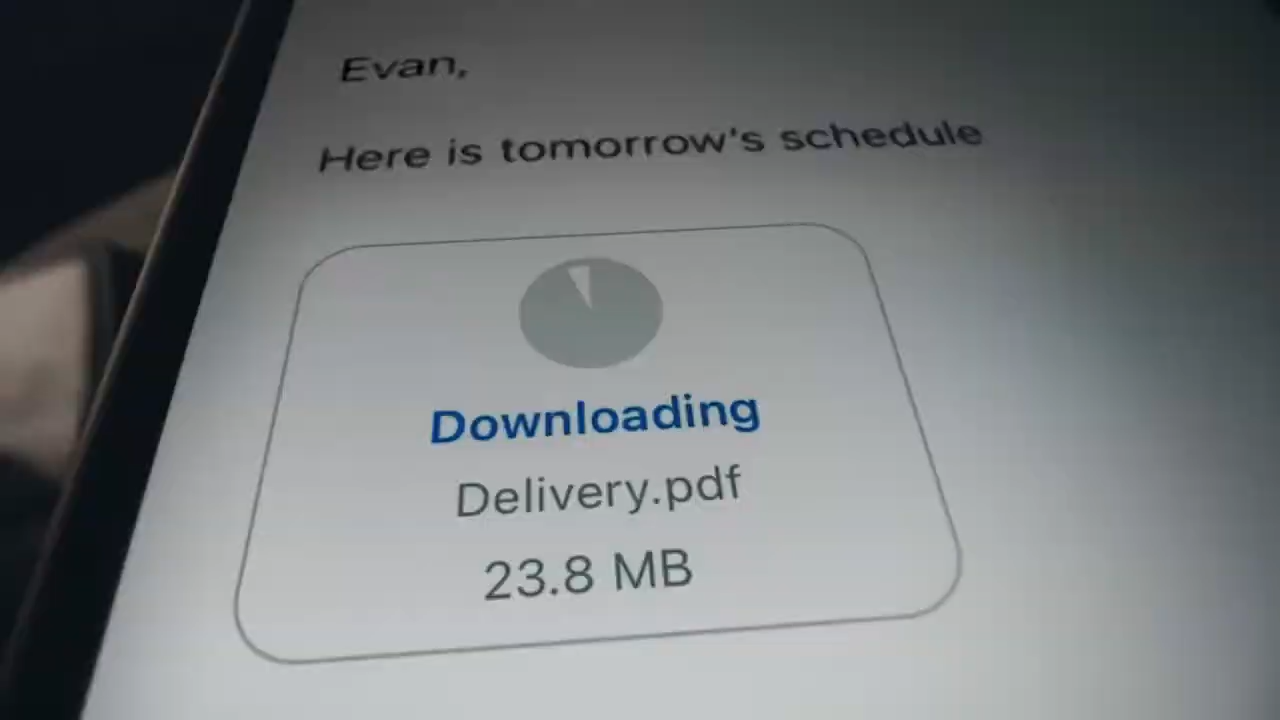 Evan,
Here is tomorrow's schedule
Downloading
Delivery.pdf
23.8 MB